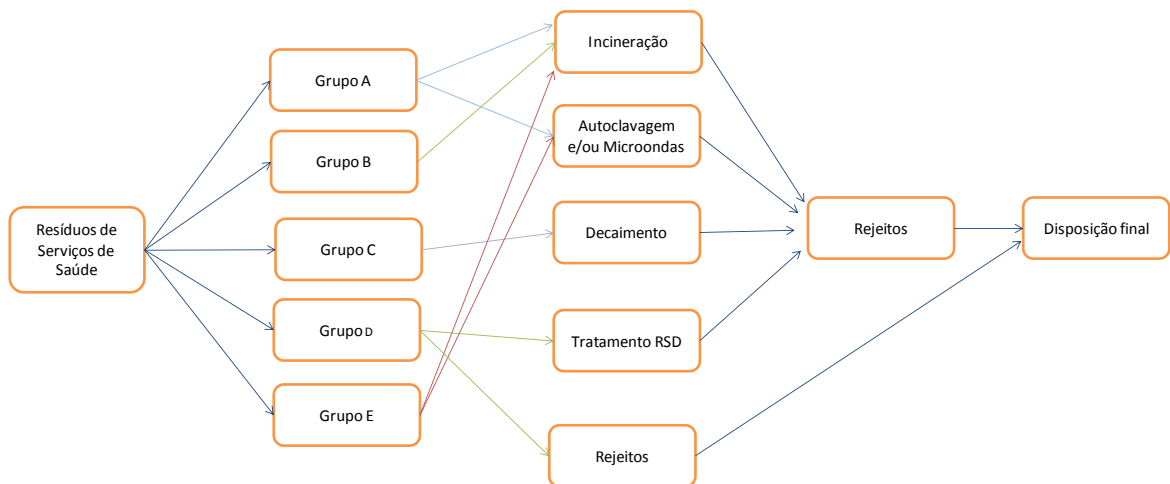 Resíduos de
Serviços de
Saúde
Grupo A
Grupo B
Grupo C
Grupo D
Grupo E
Incineração
Autoclavagem
e/ou Microondas
Decaimento
Tratamento RSD
Rejeitos
Rejeitos
Disposição final